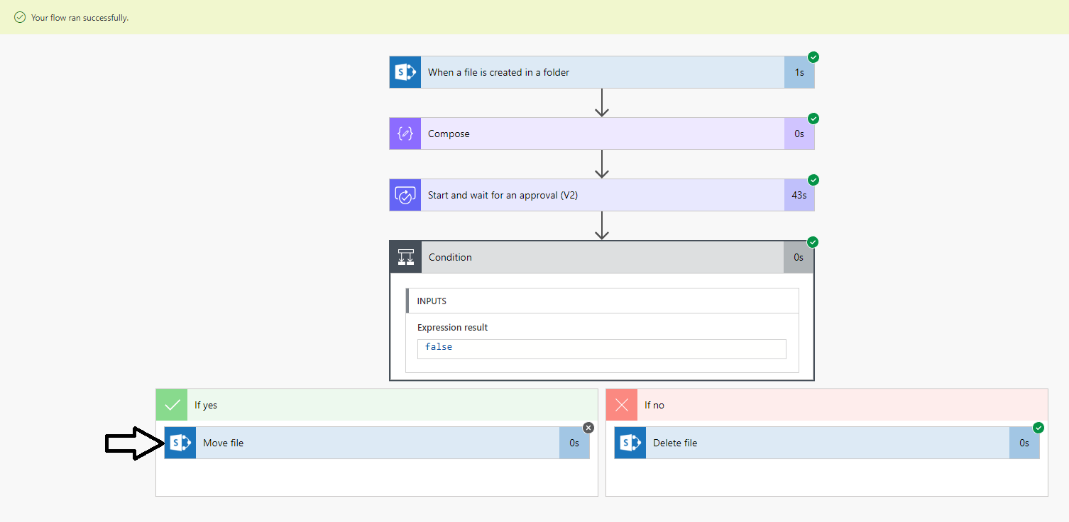 Your flow ran successfully.
When a file is created in a folder
1s
Compose
0s
Start and wait for an approval (V2)
43s
Condition
0s
INPUTS
Expression result
false
If yes
If no
Move file
0s
Delete file
0s